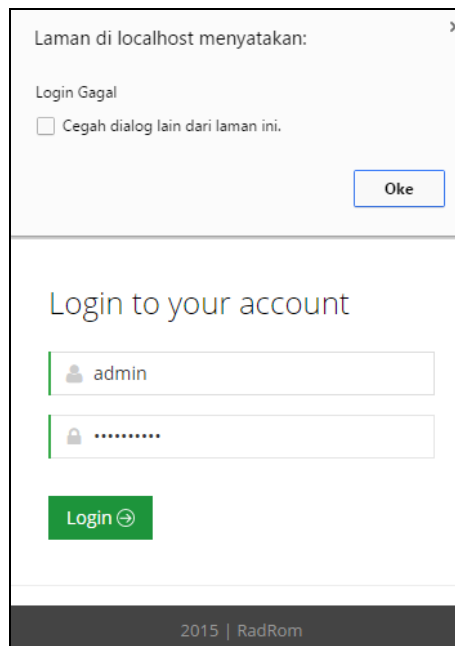 Laman di localhost menyatakan:
Login Gagal
Cegah dialog lain dari laman ini.
Oke
Login to your account
admin
••••••••••
Login
2015 | RadRom